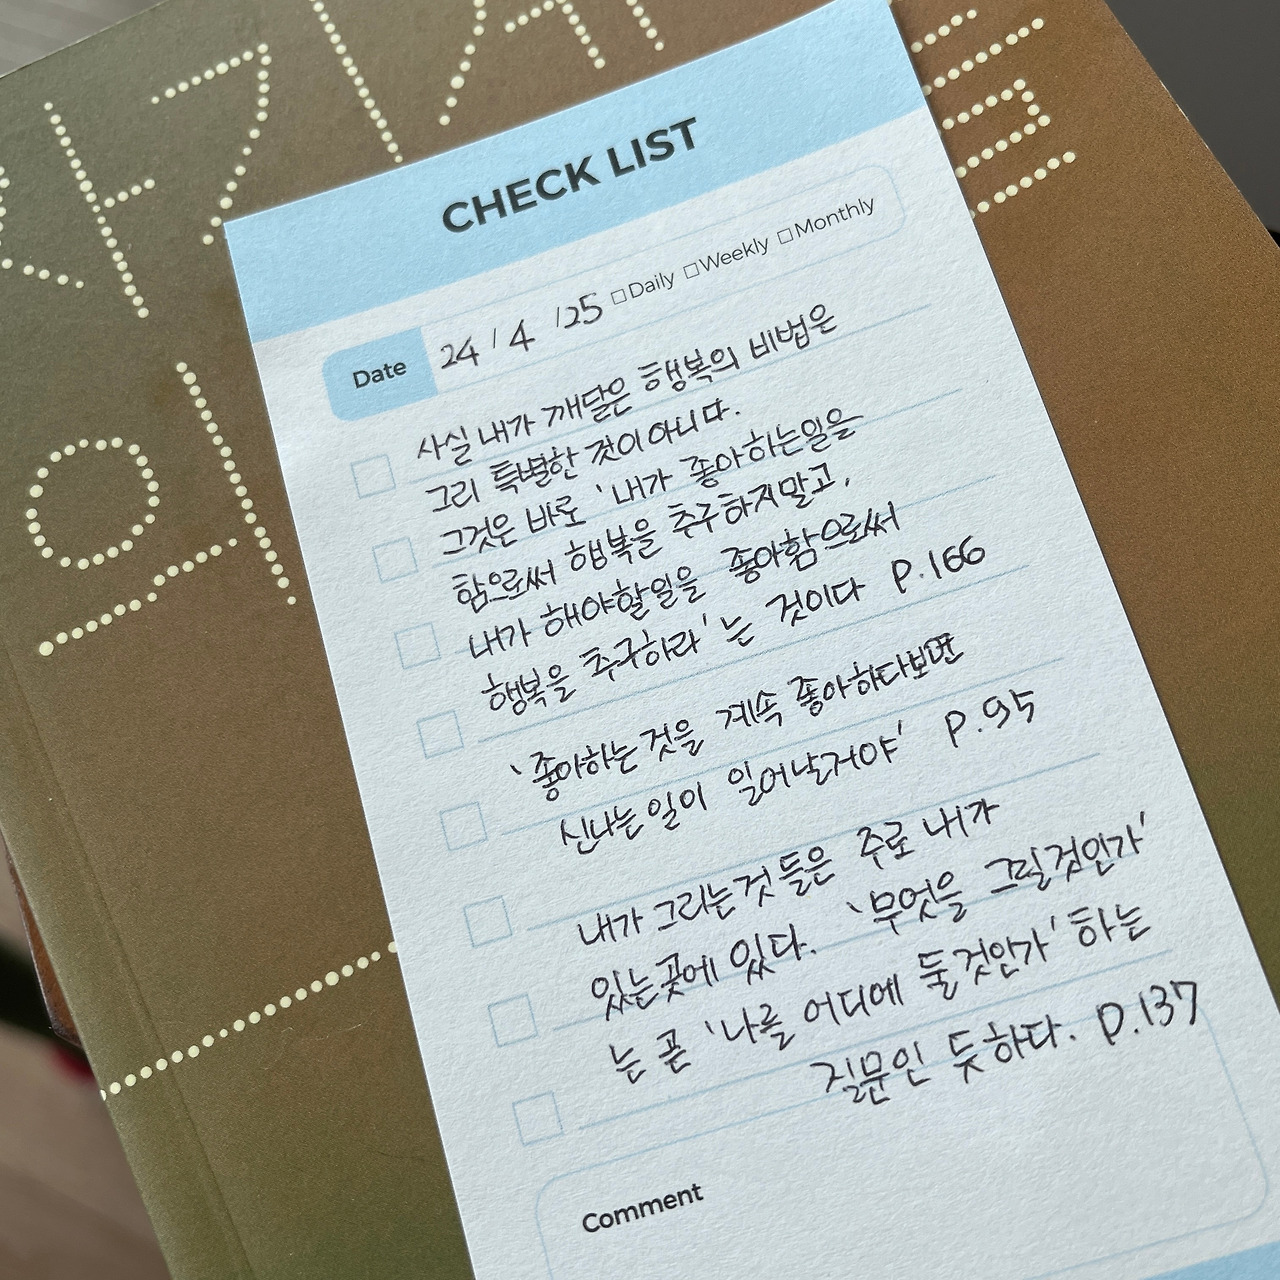 CHECK LIST
Date 24 / 4 / 25 □Daily □Weekly □Monthly
사실 내가 깨달은 행복의 비법은
그리 특별한 것이 아니다.
그것은 바로 '내가 좋아하는일을
함으로써 행복을 추구하지말고,
내가 해야할일을 좋아함으로써
행복을 추구하라'는 것이다 P.166
'좋아하는것을 계속 좋아하다보면
신나는일이 일어날거야' P.95
내가 그리는것들은 주로 내가
있는곳에 있다. '무엇을 그릴것인가'
는 곧 '나를 어디에 둘것인가' 하는
질문인 듯하다. P.137
Comment